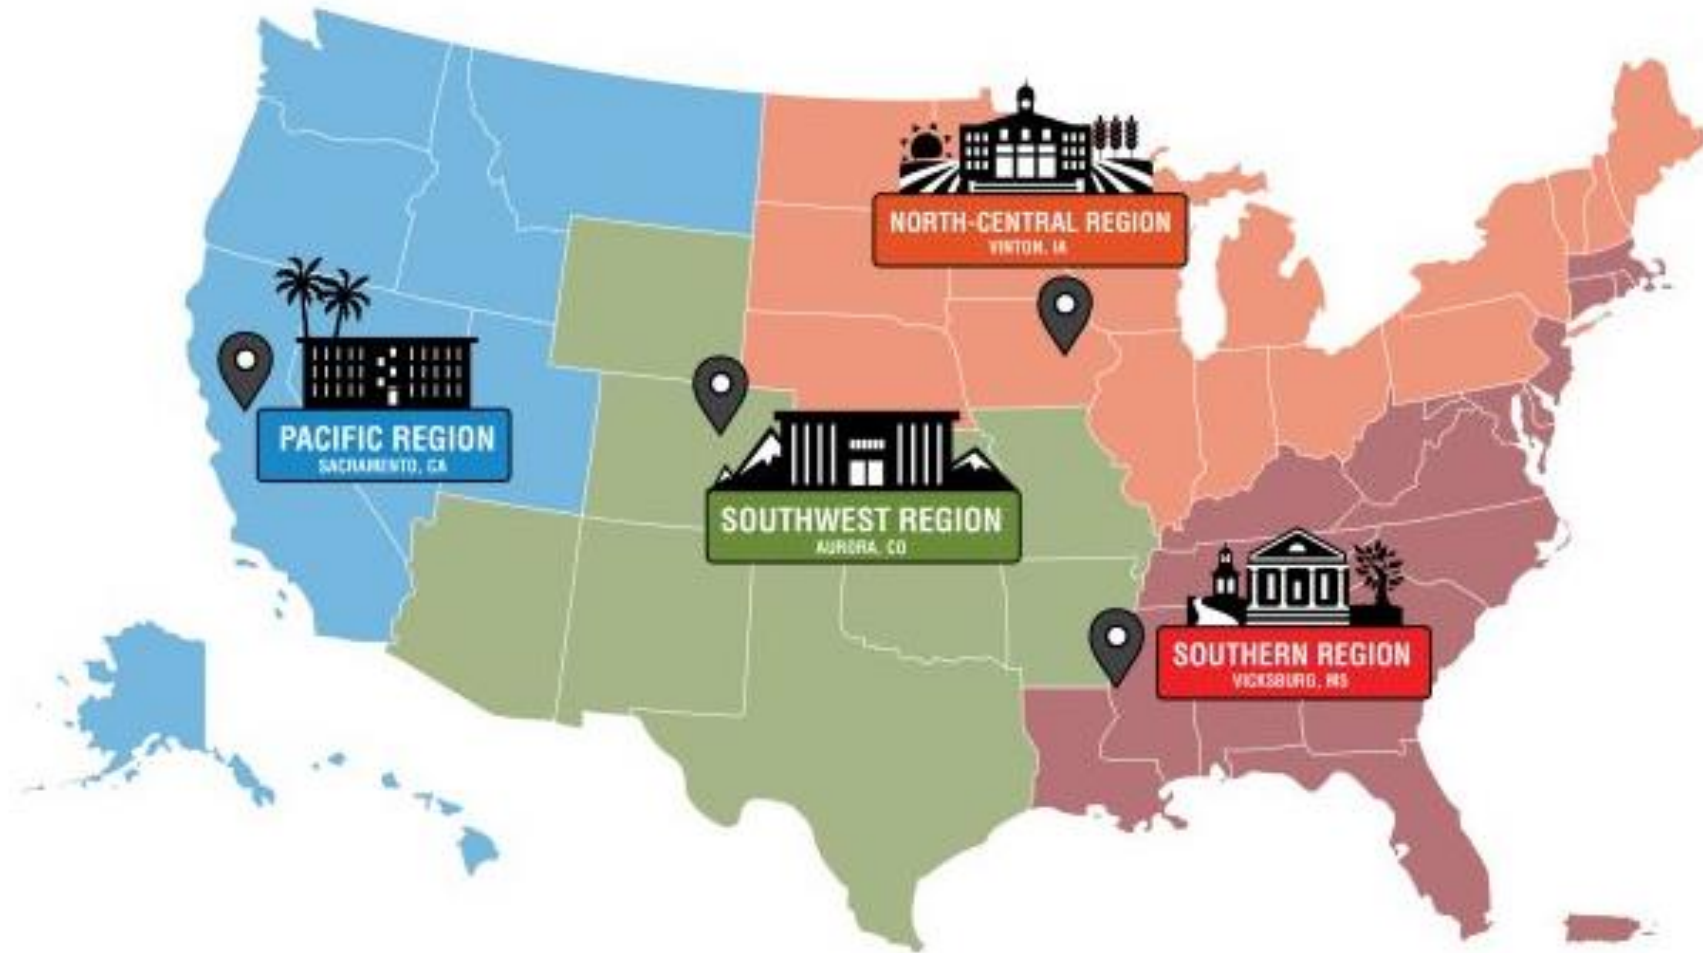 NORTH-CENTRAL REGION
VINTON, IA
PACIFIC REGION
SACRAMENTO, CA
SOUTHWEST REGION
AURORA, CO
SOUTHERN REGION
VICKSBURG, MS